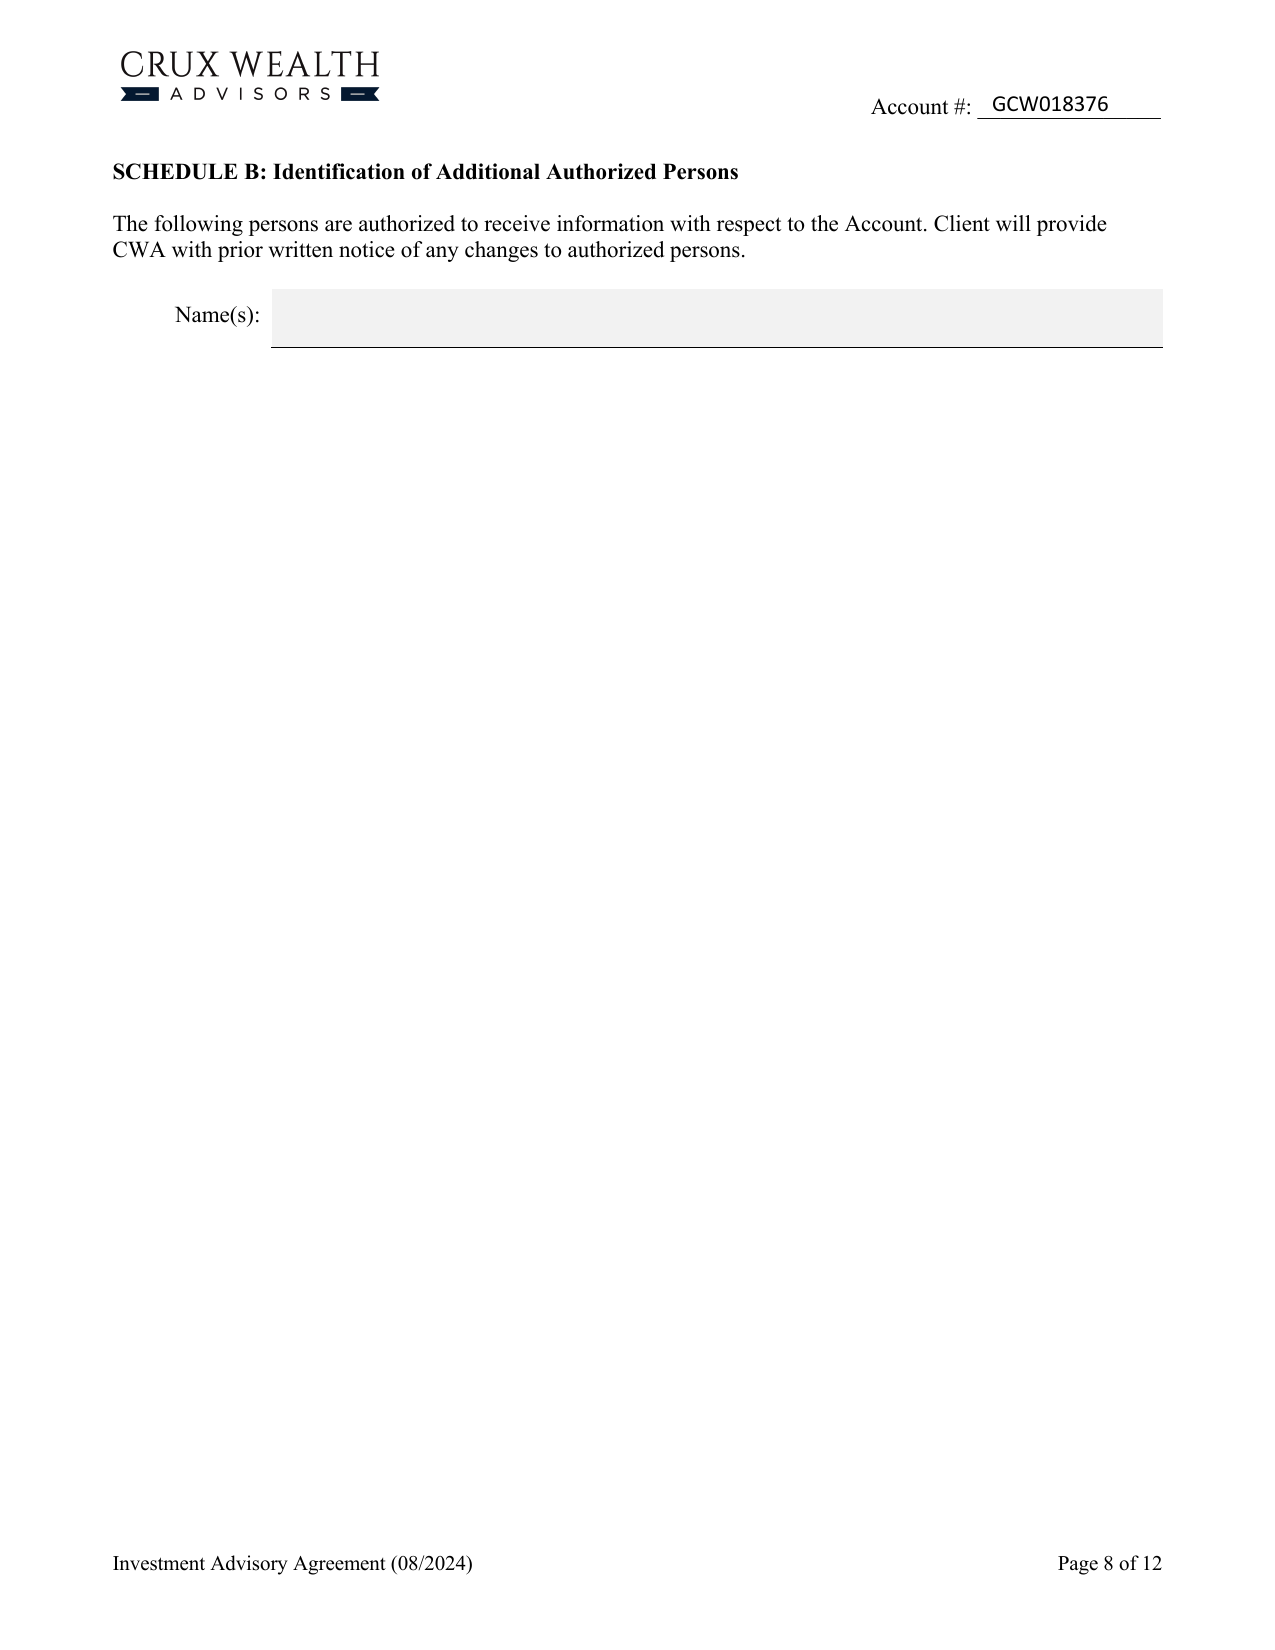 CRUX WEALTH
ADVISORS
Account #: GCW018376
SCHEDULE B: Identification of Additional Authorized Persons
The following persons are authorized to receive information with respect to the Account. Client will provide
CWA with prior written notice of any changes to authorized persons.
Name(s):
Investment Advisory Agreement (08/2024) Page 8 of 12